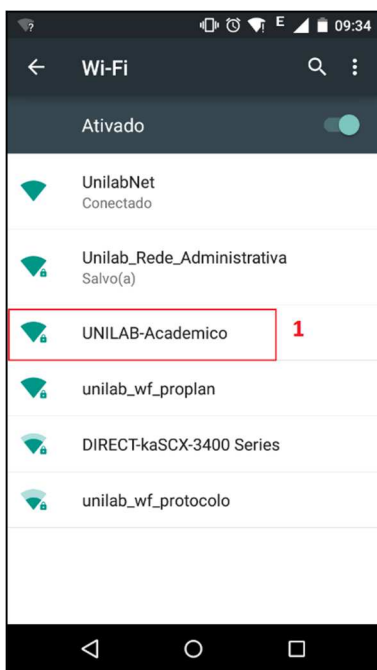 ? E 09:34
Wi-Fi
Ativado
UnilabNet
Conectado
Unilab_Rede_Administrativa
Salvo(a)
UNILAB-Academico 1
unilab_wf_proplan
DIRECT-kaSCX-3400 Series
unilab_wf_protocolo